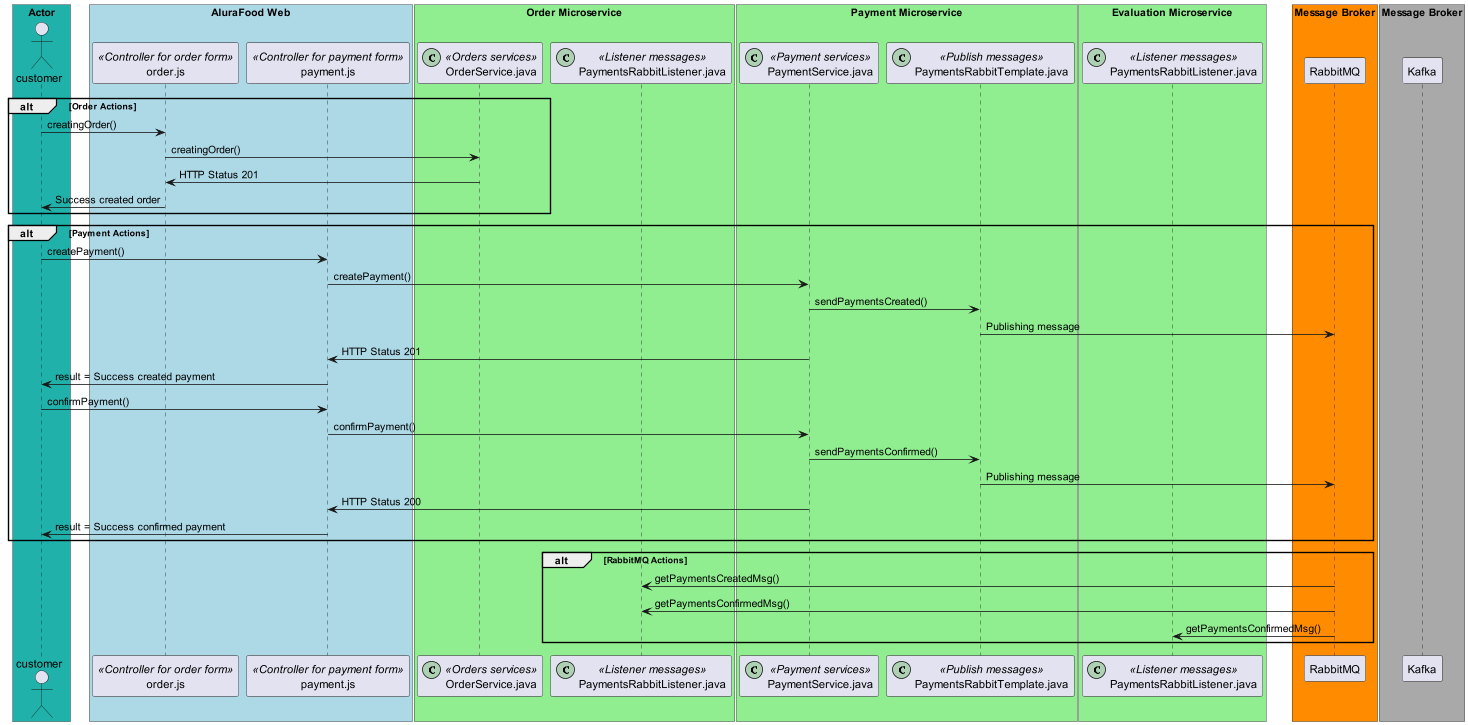 Actor
AluraFood Web
Order Microservice
Payment Microservice
Evaluation Microservice
Message Broker
Message Broker
customer
«Controller for order form»
order.js
«Controller for payment form»
payment.js
C
«Orders services»
OrderService.java
C
«Listener messages»
PaymentsRabbitListener.java
C
«Payment services»
PaymentService.java
C
«Publish messages»
PaymentsRabbitTemplate.java
C
«Listener messages»
PaymentsRabbitListener.java
RabbitMQ
Kafka
alt [Order Actions]
creatingOrder()
creatingOrder()
HTTP Status 201
Success created order
alt [Payment Actions]
createPayment()
createPayment()
sendPaymentsCreated()
Publishing message
HTTP Status 201
result = Success created payment
confirmPayment()
confirmPayment()
sendPaymentsConfirmed()
Publishing message
HTTP Status 200
result = Success confirmed payment
alt [RabbitMQ Actions]
getPaymentsCreatedMsg()
getPaymentsConfirmedMsg()
getPaymentsConfirmedMsg()
customer
«Controller for order form»
order.js
«Controller for payment form»
payment.js
C
«Orders services»
OrderService.java
C
«Listener messages»
PaymentsRabbitListener.java
C
«Payment services»
PaymentService.java
C
«Publish messages»
PaymentsRabbitTemplate.java
C
«Listener messages»
PaymentsRabbitListener.java
RabbitMQ
Kafka